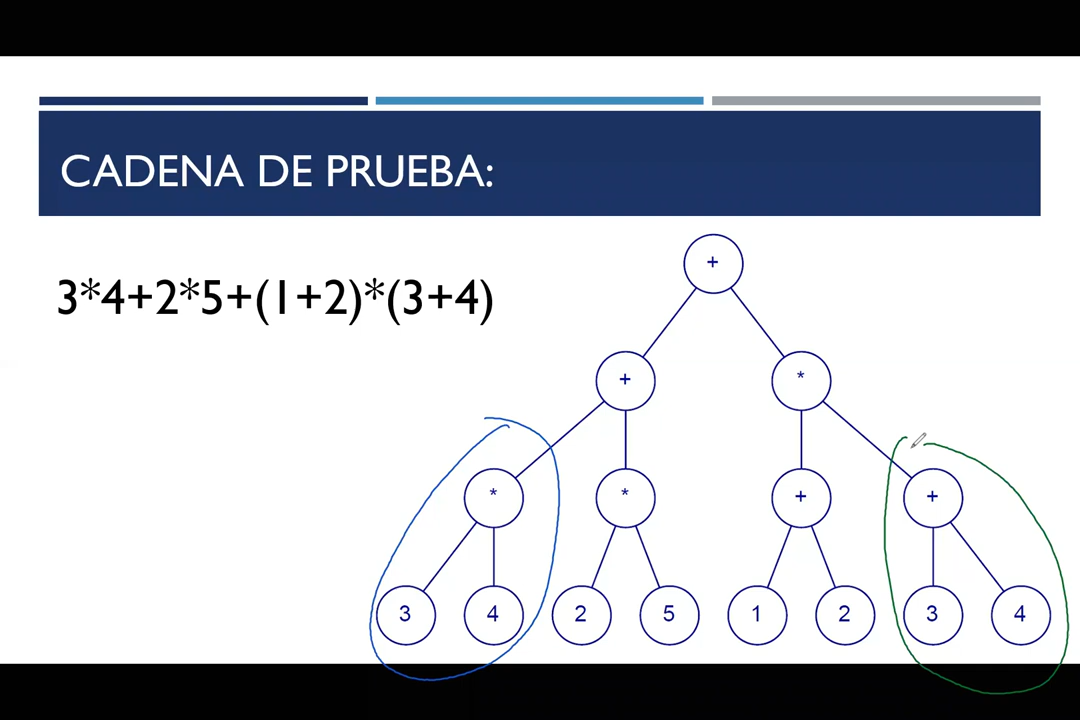 CADENA DE PRUEBA:
3*4+2*5+(1+2)*(3+4)
+
+ *
* * + +
3 4 2 5 1 2 3 4